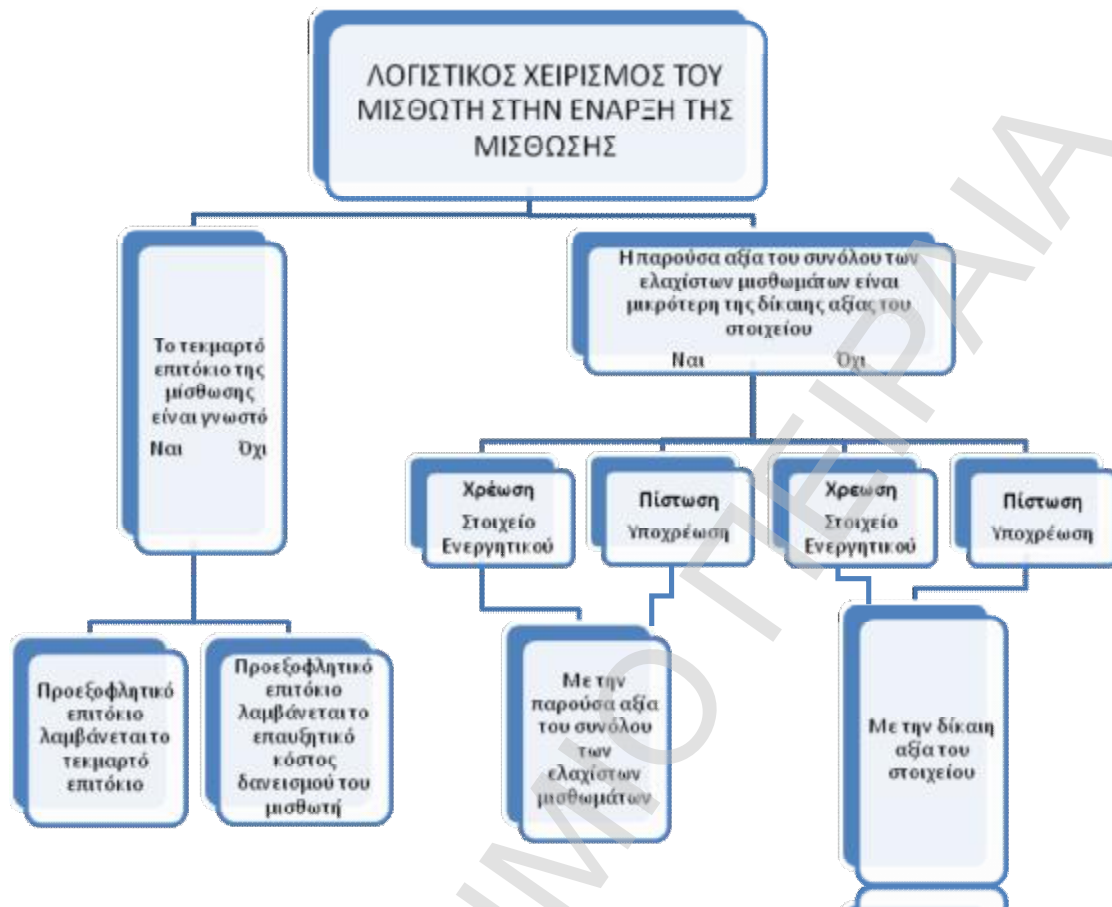 ΛΟΓΙΣΤΙΚΟΣ ΧΕΙΡΙΣΜΟΣ ΤΟΥ
ΜΙΣΘΩΤΗ ΣΤΗΝ ΕΝΑΡΞΗ ΤΗΣ
ΜΙΣΘΩΣΗΣ
Το τεκμαρτό
επιτόκιο της
μίσθωσης
είναι γνωστό
Ναι Όχι
Η παρούσα αξία του συνόλου των
ελαχίστων μισθωμάτων είναι
μικρότερη της δίκαιης αξίας του
στοιχείου
Ναι Όχι
Προεξοφλητικό
επιτόκιο
λαμβάνεται το
τεκμαρτό
επιτόκιο
Προεξοφλητικό
επιτόκιο
λαμβάνεται το
επαυξητικό
κόστος
δανεισμού του
μισθωτή
Χρέωση
Στοιχείο
Ενεργητικού
Πίστωση
Υποχρέωση
Χρεωση
Στοιχείο
Ενεργητικού
Πίστωση
Υποχρέωση
Με την
παρούσα αξία
του συνόλου
των
ελαχίστων
μισθωμάτων
Με την δίκαιη
αξία του
στοιχείου
ΙΜΟ ΠΕΙΡΑΙΑ